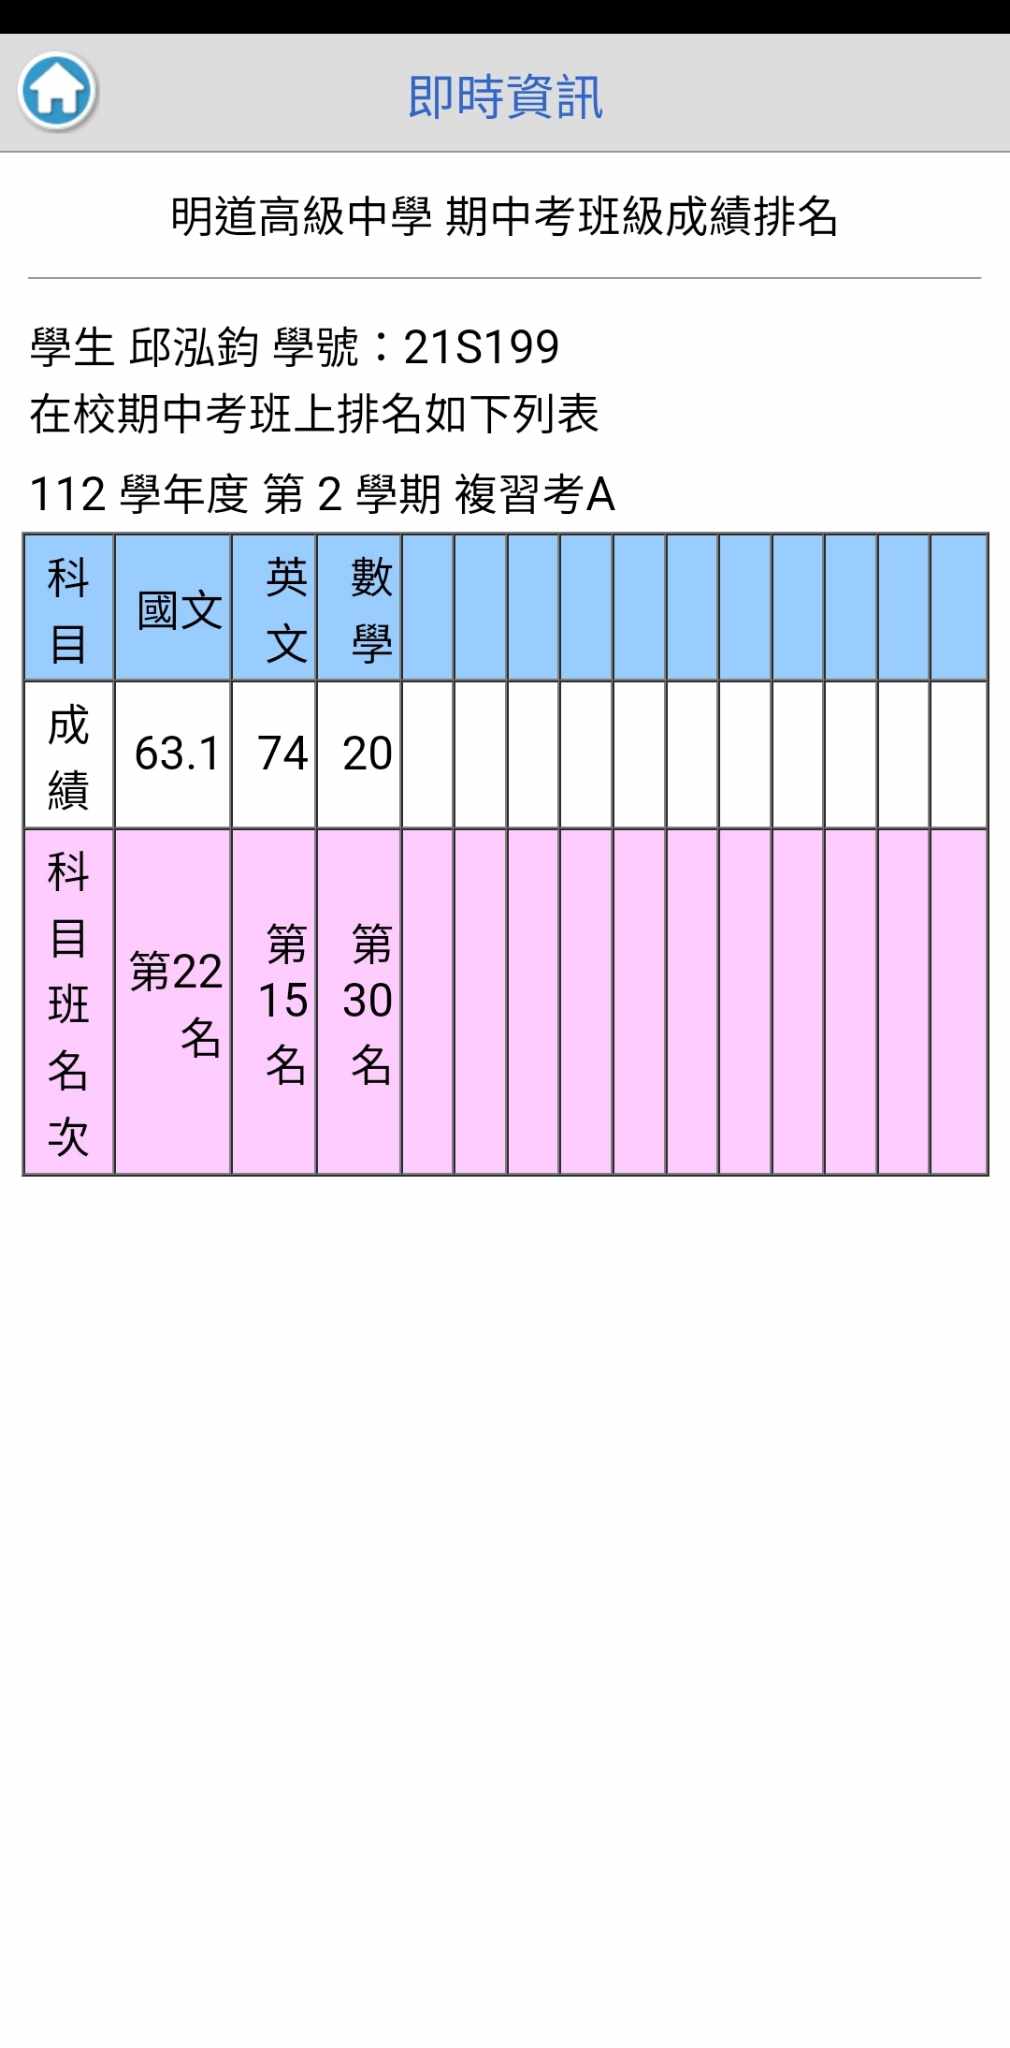 即時資訊
明道高級中學 期中考班級成績排名
學生 邱泓鈞 學號：21S199
在校期中考班上排名如下列表
112 學年度 第 2 學期 複習考A
科目 國文 英文 數學
成績 63.1 74 20
科目班名次 第22名 第15名 第30名